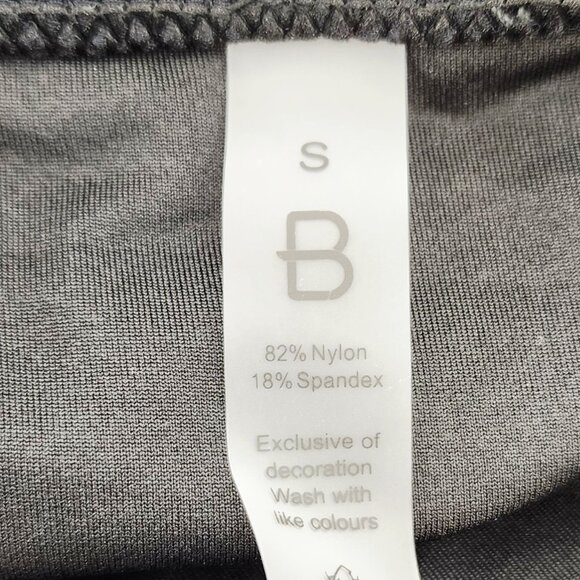 S
B
82% Nylon
18% Spandex
Exclusive of
decoration
Wash with
like colours